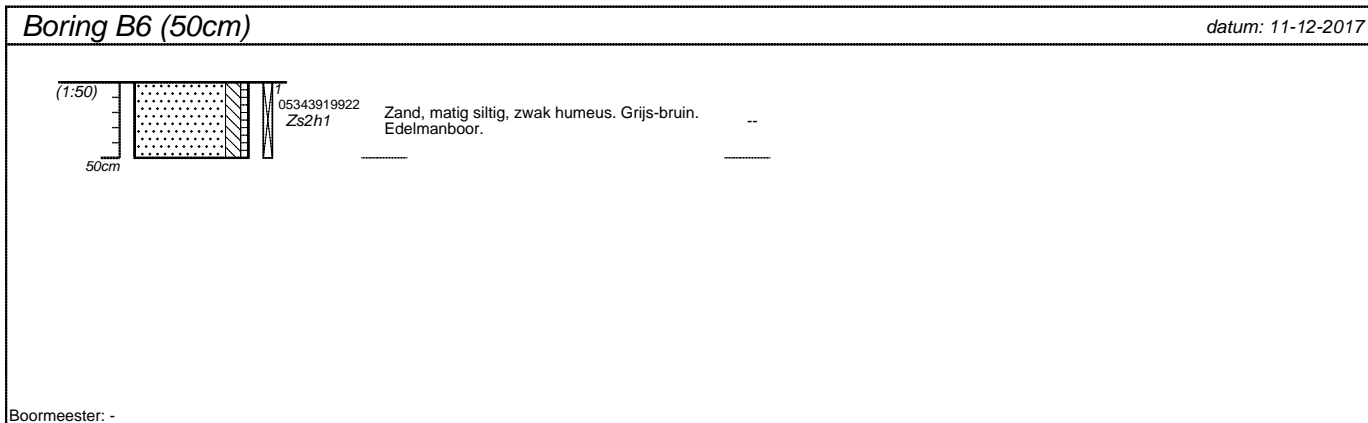 Boring B6 (50cm)
datum: 11-12-2017
(1:50)
1
05343919922
Zs2h1
Zand, matig siltig, zwak humeus. Grijs-bruin.
Edelmanboor.
--
50cm
Boormeester: -